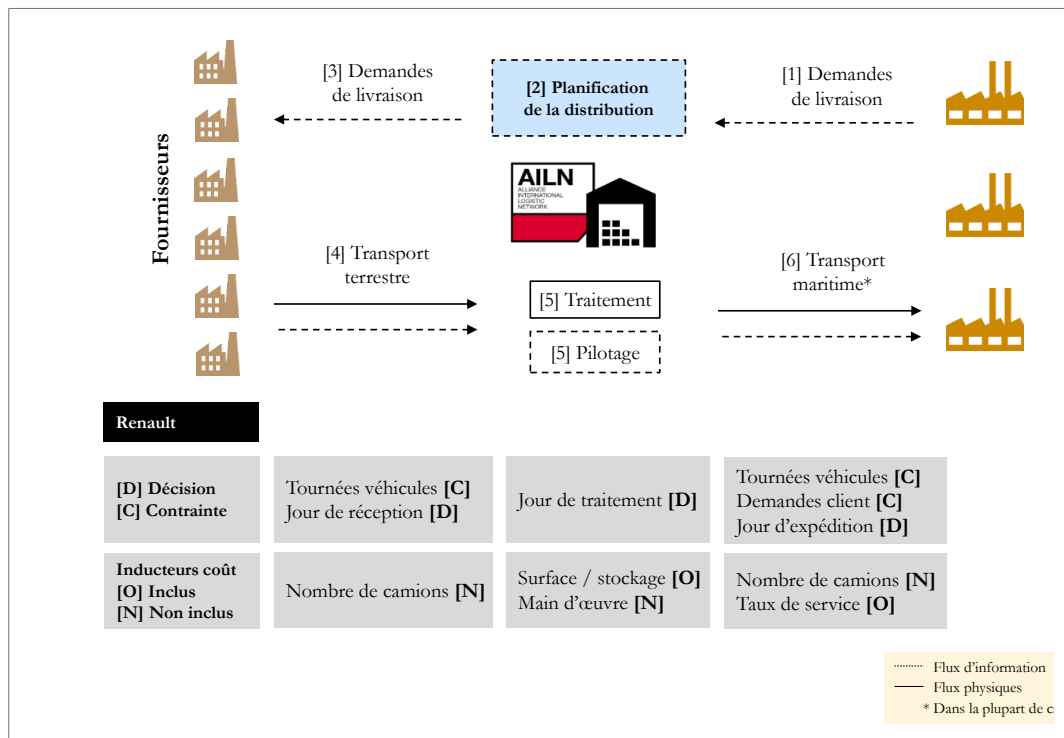 [3] Demandes
de livraison
[2] Planification
de la distribution
[1] Demandes
de livraison
Fournisseurs
AILN
ALLIANCE
INTERNATIONAL
LOGISTIC
NETWORK
[4] Transport
terrestre
[6] Transport
maritime*
[5] Traitement
[5] Pilotage
Renault
[D] Décision
[C] Contrainte
Tournées véhicules [C]
Jour de réception [D]
Jour de traitement [D]
Tournées véhicules [C]
Demandes client [C]
Jour d’expédition [D]
Inducteurs coût
[O] Inclus
[N] Non inclus
Nombre de camions [N]
Surface / stockage [O]
Main d’œuvre [N]
Nombre de camions [N]
Taux de service [O]
Flux d’information
Flux physiques
* Dans la plupart de